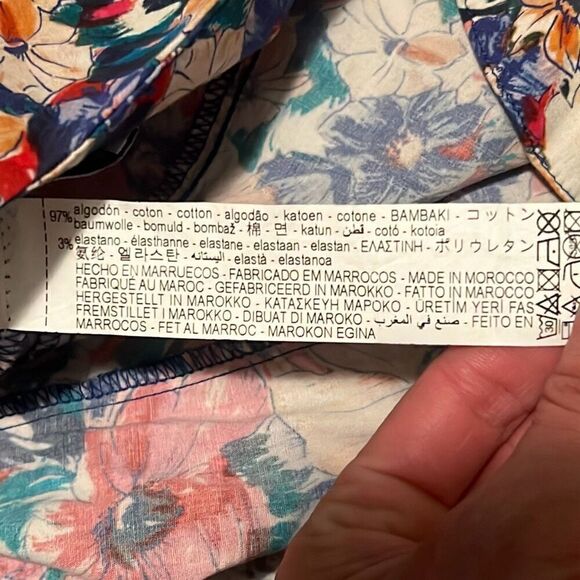 97% algodón - coton - cotton - algodão - katoen - cotone - BAMBAKI - コットン
baumwolle - bomuld - bombaž - 棉 - 면 - katun - قطن - cotó - kotoia
3% elastano - élasthanne - elastane - elastaan - elastan - ΕΛΑΣΤΙΝΗ - ポリウレタン
氨纶 - 엘라스탄 - اليستانه - elastà - elastanoa
HECHO EN MARRUECOS - FABRICADO EM MARROCOS - MADE IN MOROCCO
FABRIQUÉ AU MAROC - GEFABRICEERD IN MAROKKO - FATTO IN MAROCCO
HERGESTELLT IN MAROKKO - ΚΑΤΑΣΚΕΥΗ ΜΑΡΟΚΟ - ÜRETİM YERİ FAS
FREMSTILLET I MAROKKO - DIBUAT DI MAROKO - صنع في المغرب - FEITO EN
MARROCOS - FET AL MARROC - MAROKON EGINA